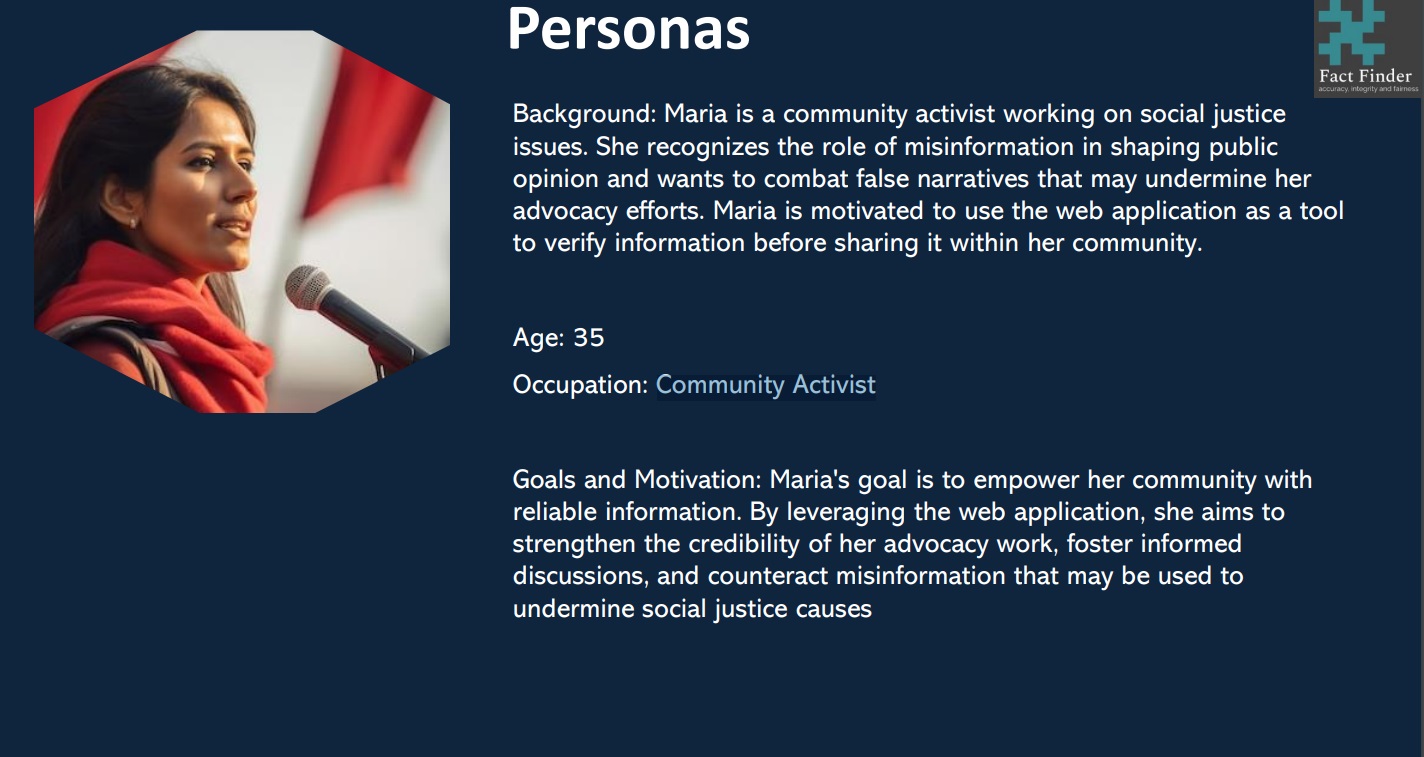 Personas
Fact Finder
accuracy, integrity and fairness
Background: Maria is a community activist working on social justice
issues. She recognizes the role of misinformation in shaping public
opinion and wants to combat false narratives that may undermine her
advocacy efforts. Maria is motivated to use the web application as a tool
to verify information before sharing it within her community.
Age: 35
Occupation: Community Activist
Goals and Motivation: Maria's goal is to empower her community with
reliable information. By leveraging the web application, she aims to
strengthen the credibility of her advocacy work, foster informed
discussions, and counteract misinformation that may be used to
undermine social justice causes